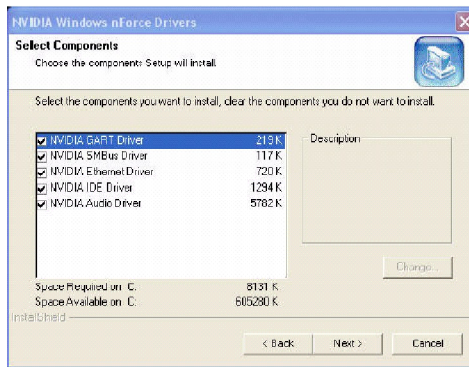 NVIDIA Windows nForce Drivers
Select Components
Choose the components Setup will install.
Select the components you want to install, clear the components you do not want to install.
NVIDIA GART Driver 219 K
NVIDIA SMBus Driver 117 K
NVIDIA Ethernet Driver 720 K
NVIDIA IDE Driver 1294 K
NVIDIA Audio Driver 5782 K
Description
Change...
Space Required on C: 8131 K
Space Available on C: 605280 K
InstallShield
< Back Next > Cancel